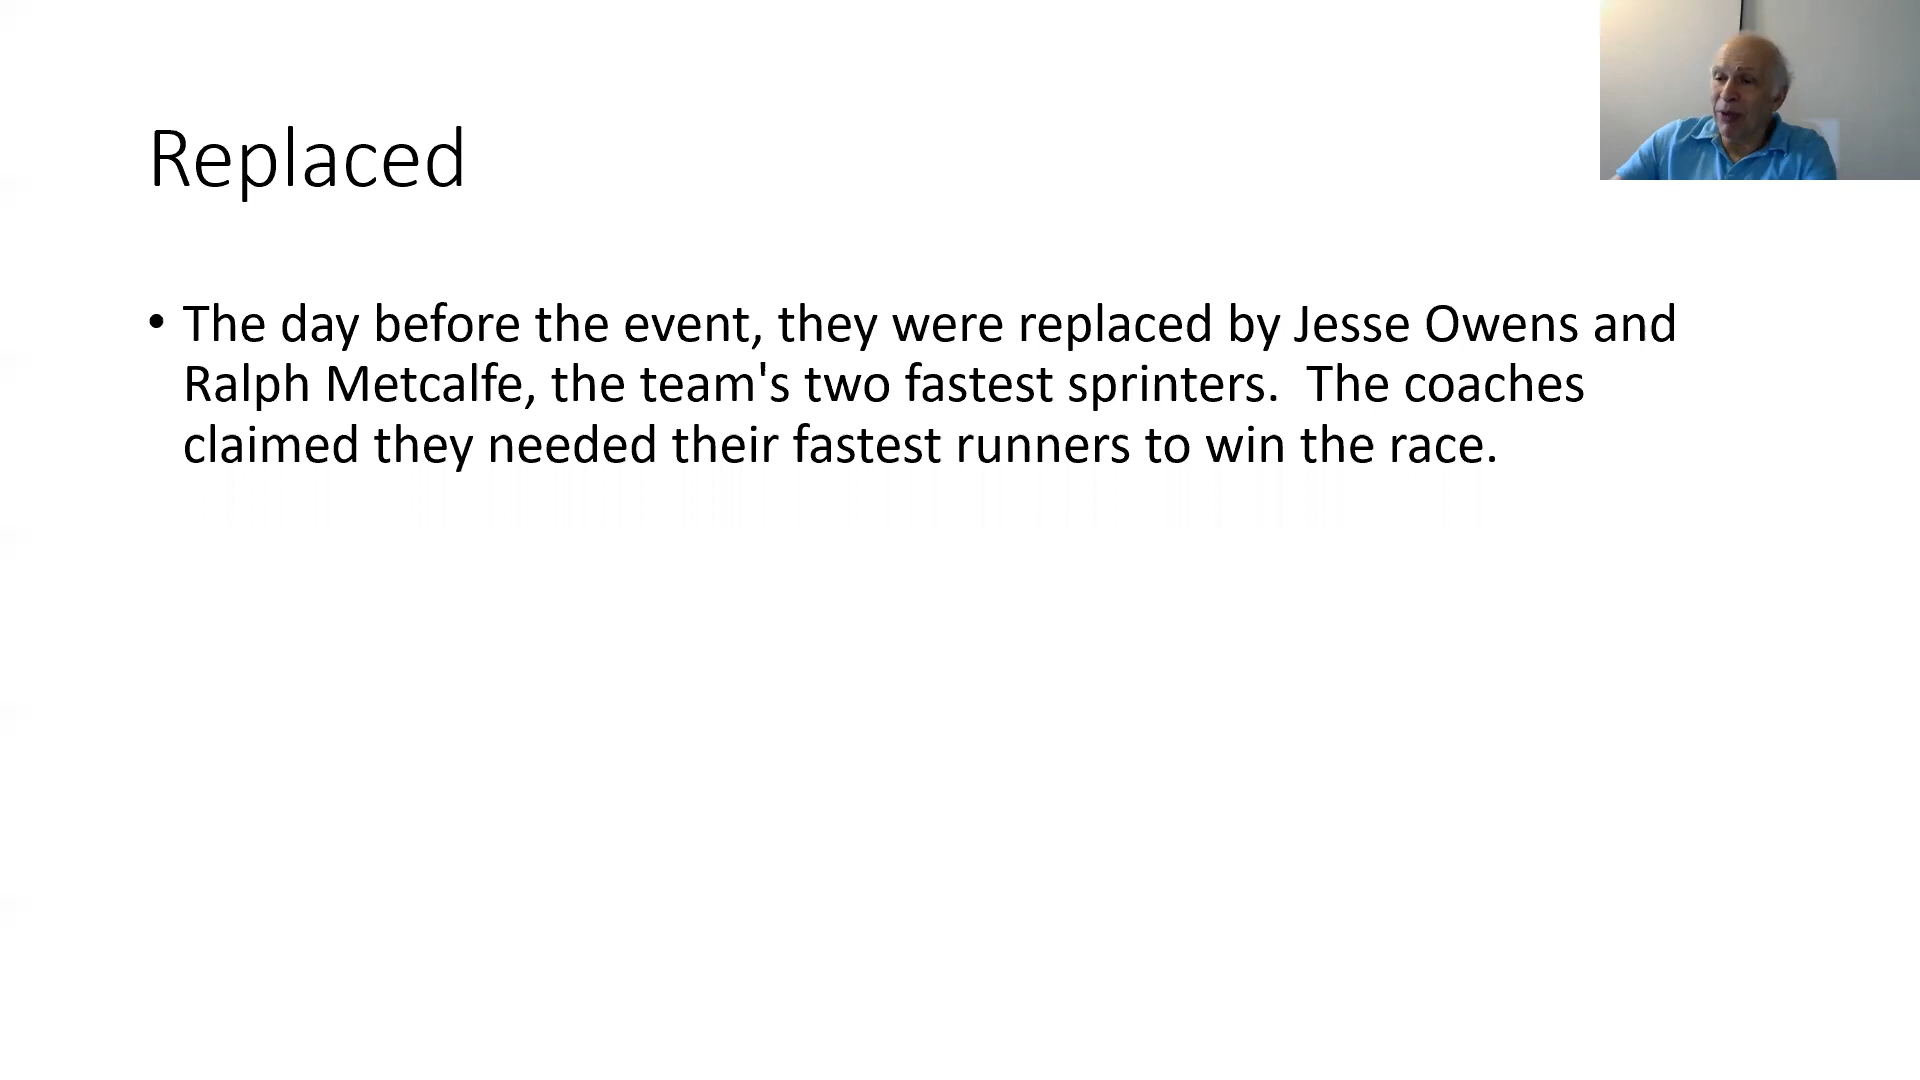 Replaced
• The day before the event, they were replaced by Jesse Owens and
Ralph Metcalfe, the team's two fastest sprinters.  The coaches
claimed they needed their fastest runners to win the race.